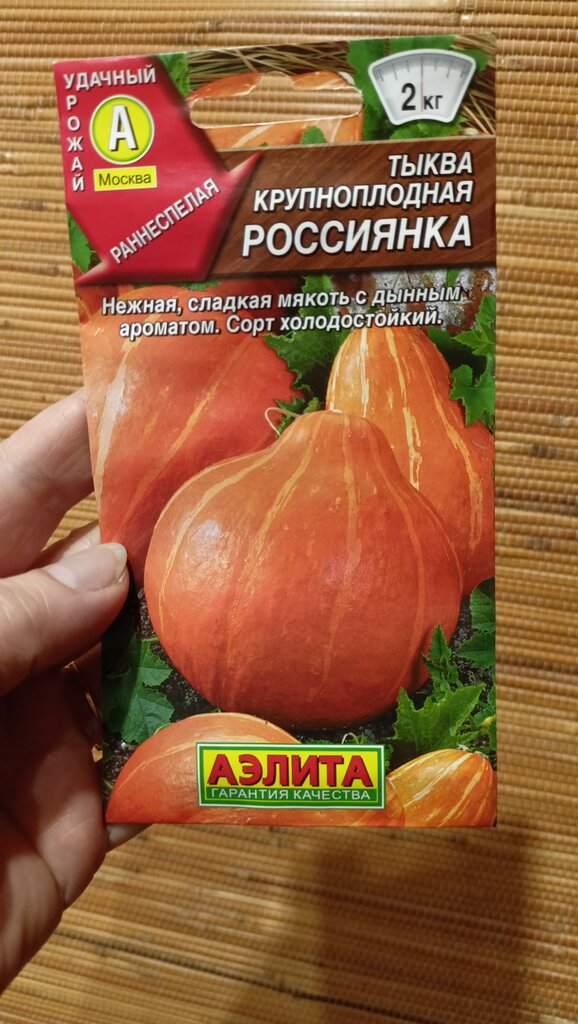 УДАЧНЫЙ
УРОЖАЙ
А
Москва
РАННЕСПЕЛАЯ
2 кг
ТЫКВА
КРУПНОПЛОДНАЯ
РОССИЯНКА
Нежная, сладкая мякоть с дынным
ароматом. Сорт холодостойкий.
АЭЛИТА
ГАРАНТИЯ КАЧЕСТВА